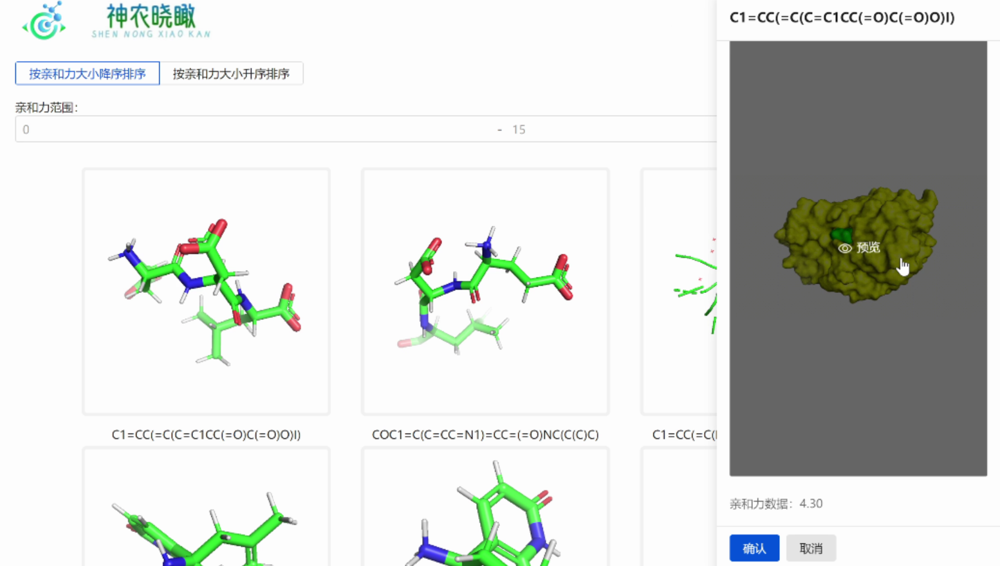 神农晓瞰
SHEN NONG XIAO KAN
按亲和力大小降序排序 按亲和力大小升序排序
亲和力范围：
0 - 15
C1=CC(=C(C=C1CC(=O)C(=O)O)I)
COC1=C(C=CC=N1)=CC=(=O)NC(C(C)C)
C1=CC(=C(
C1=CC(=C(C=C1CC(=O)C(=O)O)I)
预览
亲和力数据：4.30
确认 取消